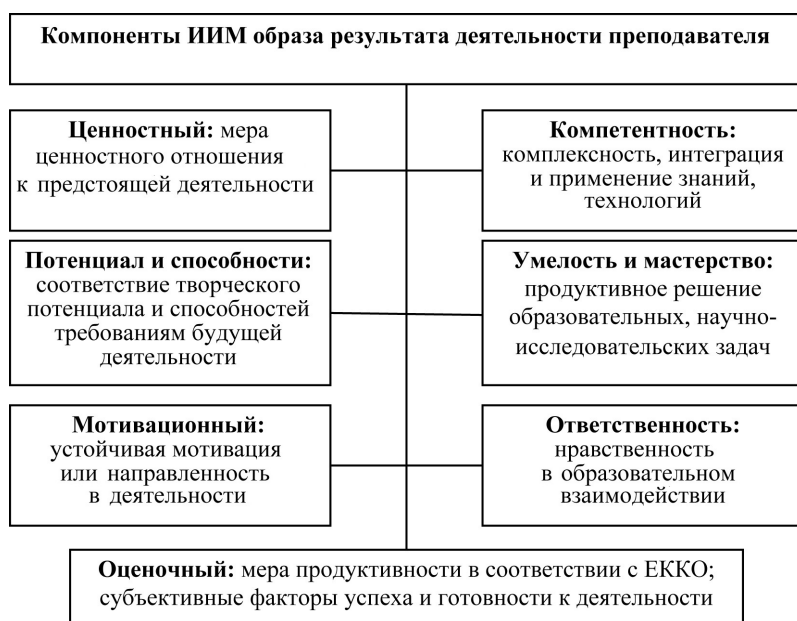 Компоненты ИИМ образа результата деятельности преподавателя
Ценностный: мера
ценностного отношения
к предстоящей деятельности
Компетентность:
комплексность, интеграция
и применение знаний,
технологий
Потенциал и способности:
соответствие творческого
потенциала и способностей
требованиям будущей
деятельности
Умелость и мастерство:
продуктивное решение
образовательных, научно-
исследовательских задач
Мотивационный:
устойчивая мотивация
или направленность
в деятельности
Ответственность:
нравственность
в образовательном
взаимодействии
Оценочный: мера продуктивности в соответствии с ЕККО;
субъективные факторы успеха и готовности к деятельности